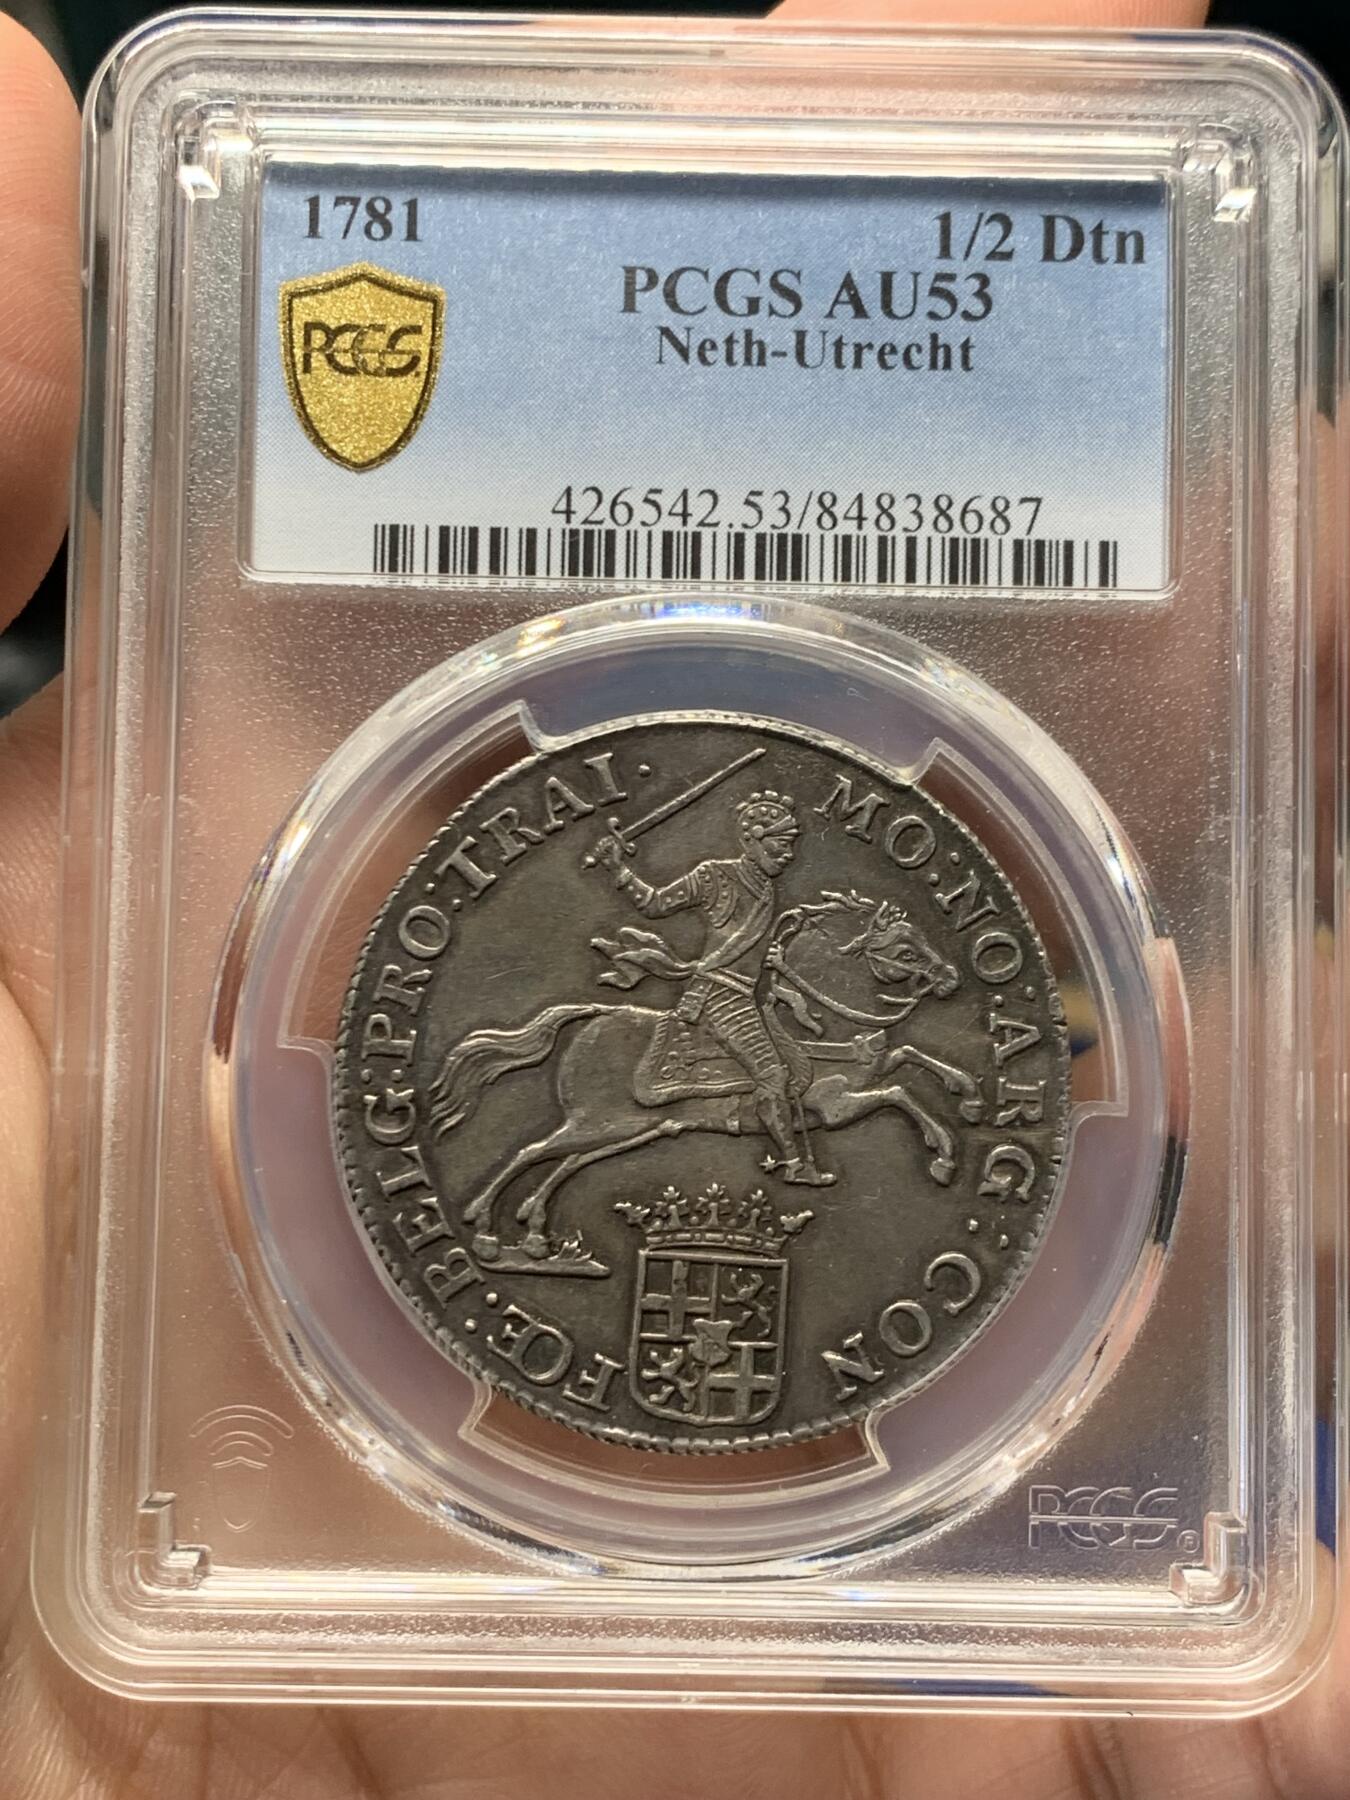 1781
1/2 Dtn
PCGS AU53
Neth-Utrecht
PCGS
426542.53/84838687
MO:NO:ARG:CON
FŒ:BELG:PRO:TRAI.
PCGS